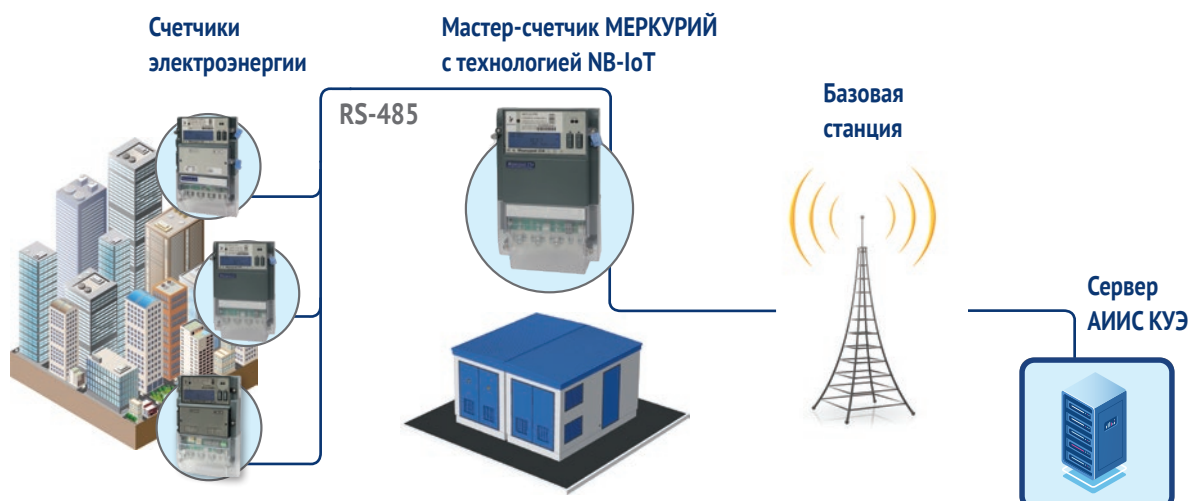 Счетчики
электроэнергии
Мастер-счетчик МЕРКУРИЙ
с технологией NB-IoT
RS-485
Базовая
станция
Сервер
АИИС КУЭ